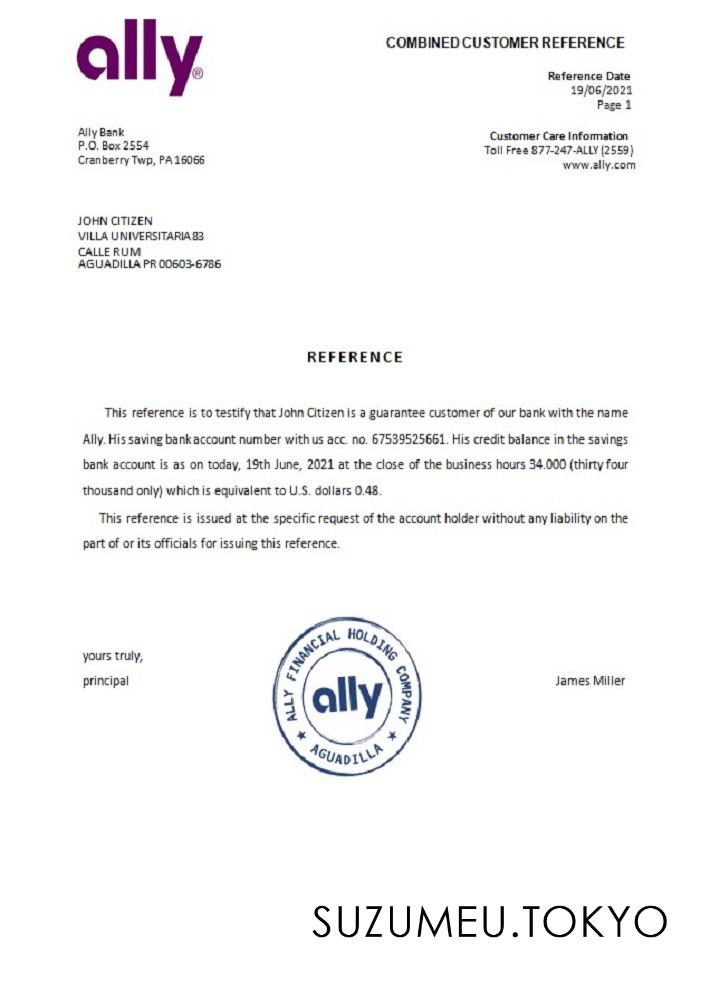 ally®
COMBINED CUSTOMER REFERENCE
Reference Date
19/06/2021
Page 1
Ally Bank
P.O. Box 2554
Cranberry Twp, PA 16066
Customer Care Information
Toll Free 877-247-ALLY (2559)
www.ally.com
JOHN CITIZEN
VILLA UNIVERSITARIA 83
CALLE RUM
AGUADILLA PR 00603-6786
REFERENCE
This reference is to testify that John Citizen is a guarantee customer of our bank with the name
Ally. His saving bank account number with us acc. no. 67539525661. His credit balance in the savings
bank account is as on today, 19th June, 2021 at the close of the business hours 34.000 (thirty four
thousand only) which is equivalent to U.S. dollars 0.48.
This reference is issued at the specific request of the account holder without any liability on the
part of or its officials for issuing this reference.
yours truly,
principal
ALLY FINANCIAL HOLDING COMPANY
ally
★ AGUADILLA ★
James Miller
SUZUMEU.TOKYO